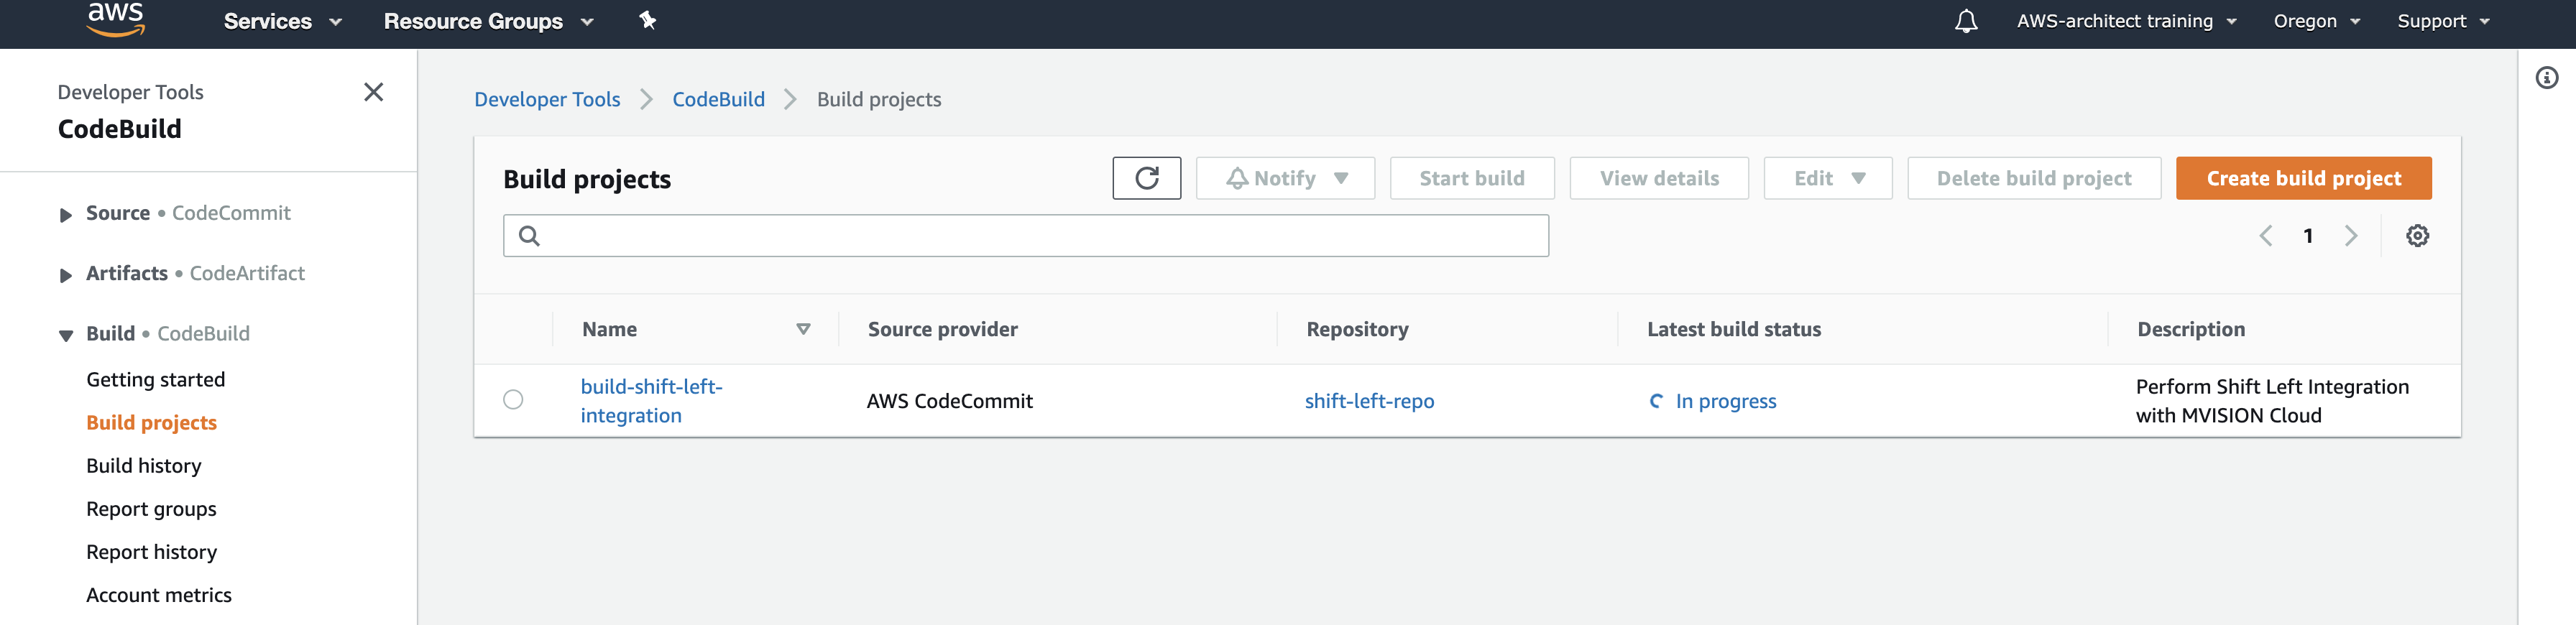 aws Services Resource Groups AWS-architect training Oregon Support
Developer Tools
CodeBuild
Source • CodeCommit
Artifacts • CodeArtifact
Build • CodeBuild
Getting started
Build projects
Build history
Report groups
Report history
Account metrics
Developer Tools CodeBuild Build projects
Build projects Notify Start build View details Edit Delete build project Create build project
1
Name Source provider Repository Latest build status Description
build-shift-left-
integration
AWS CodeCommit
shift-left-repo
In progress
Perform Shift Left Integration
with MVISION Cloud